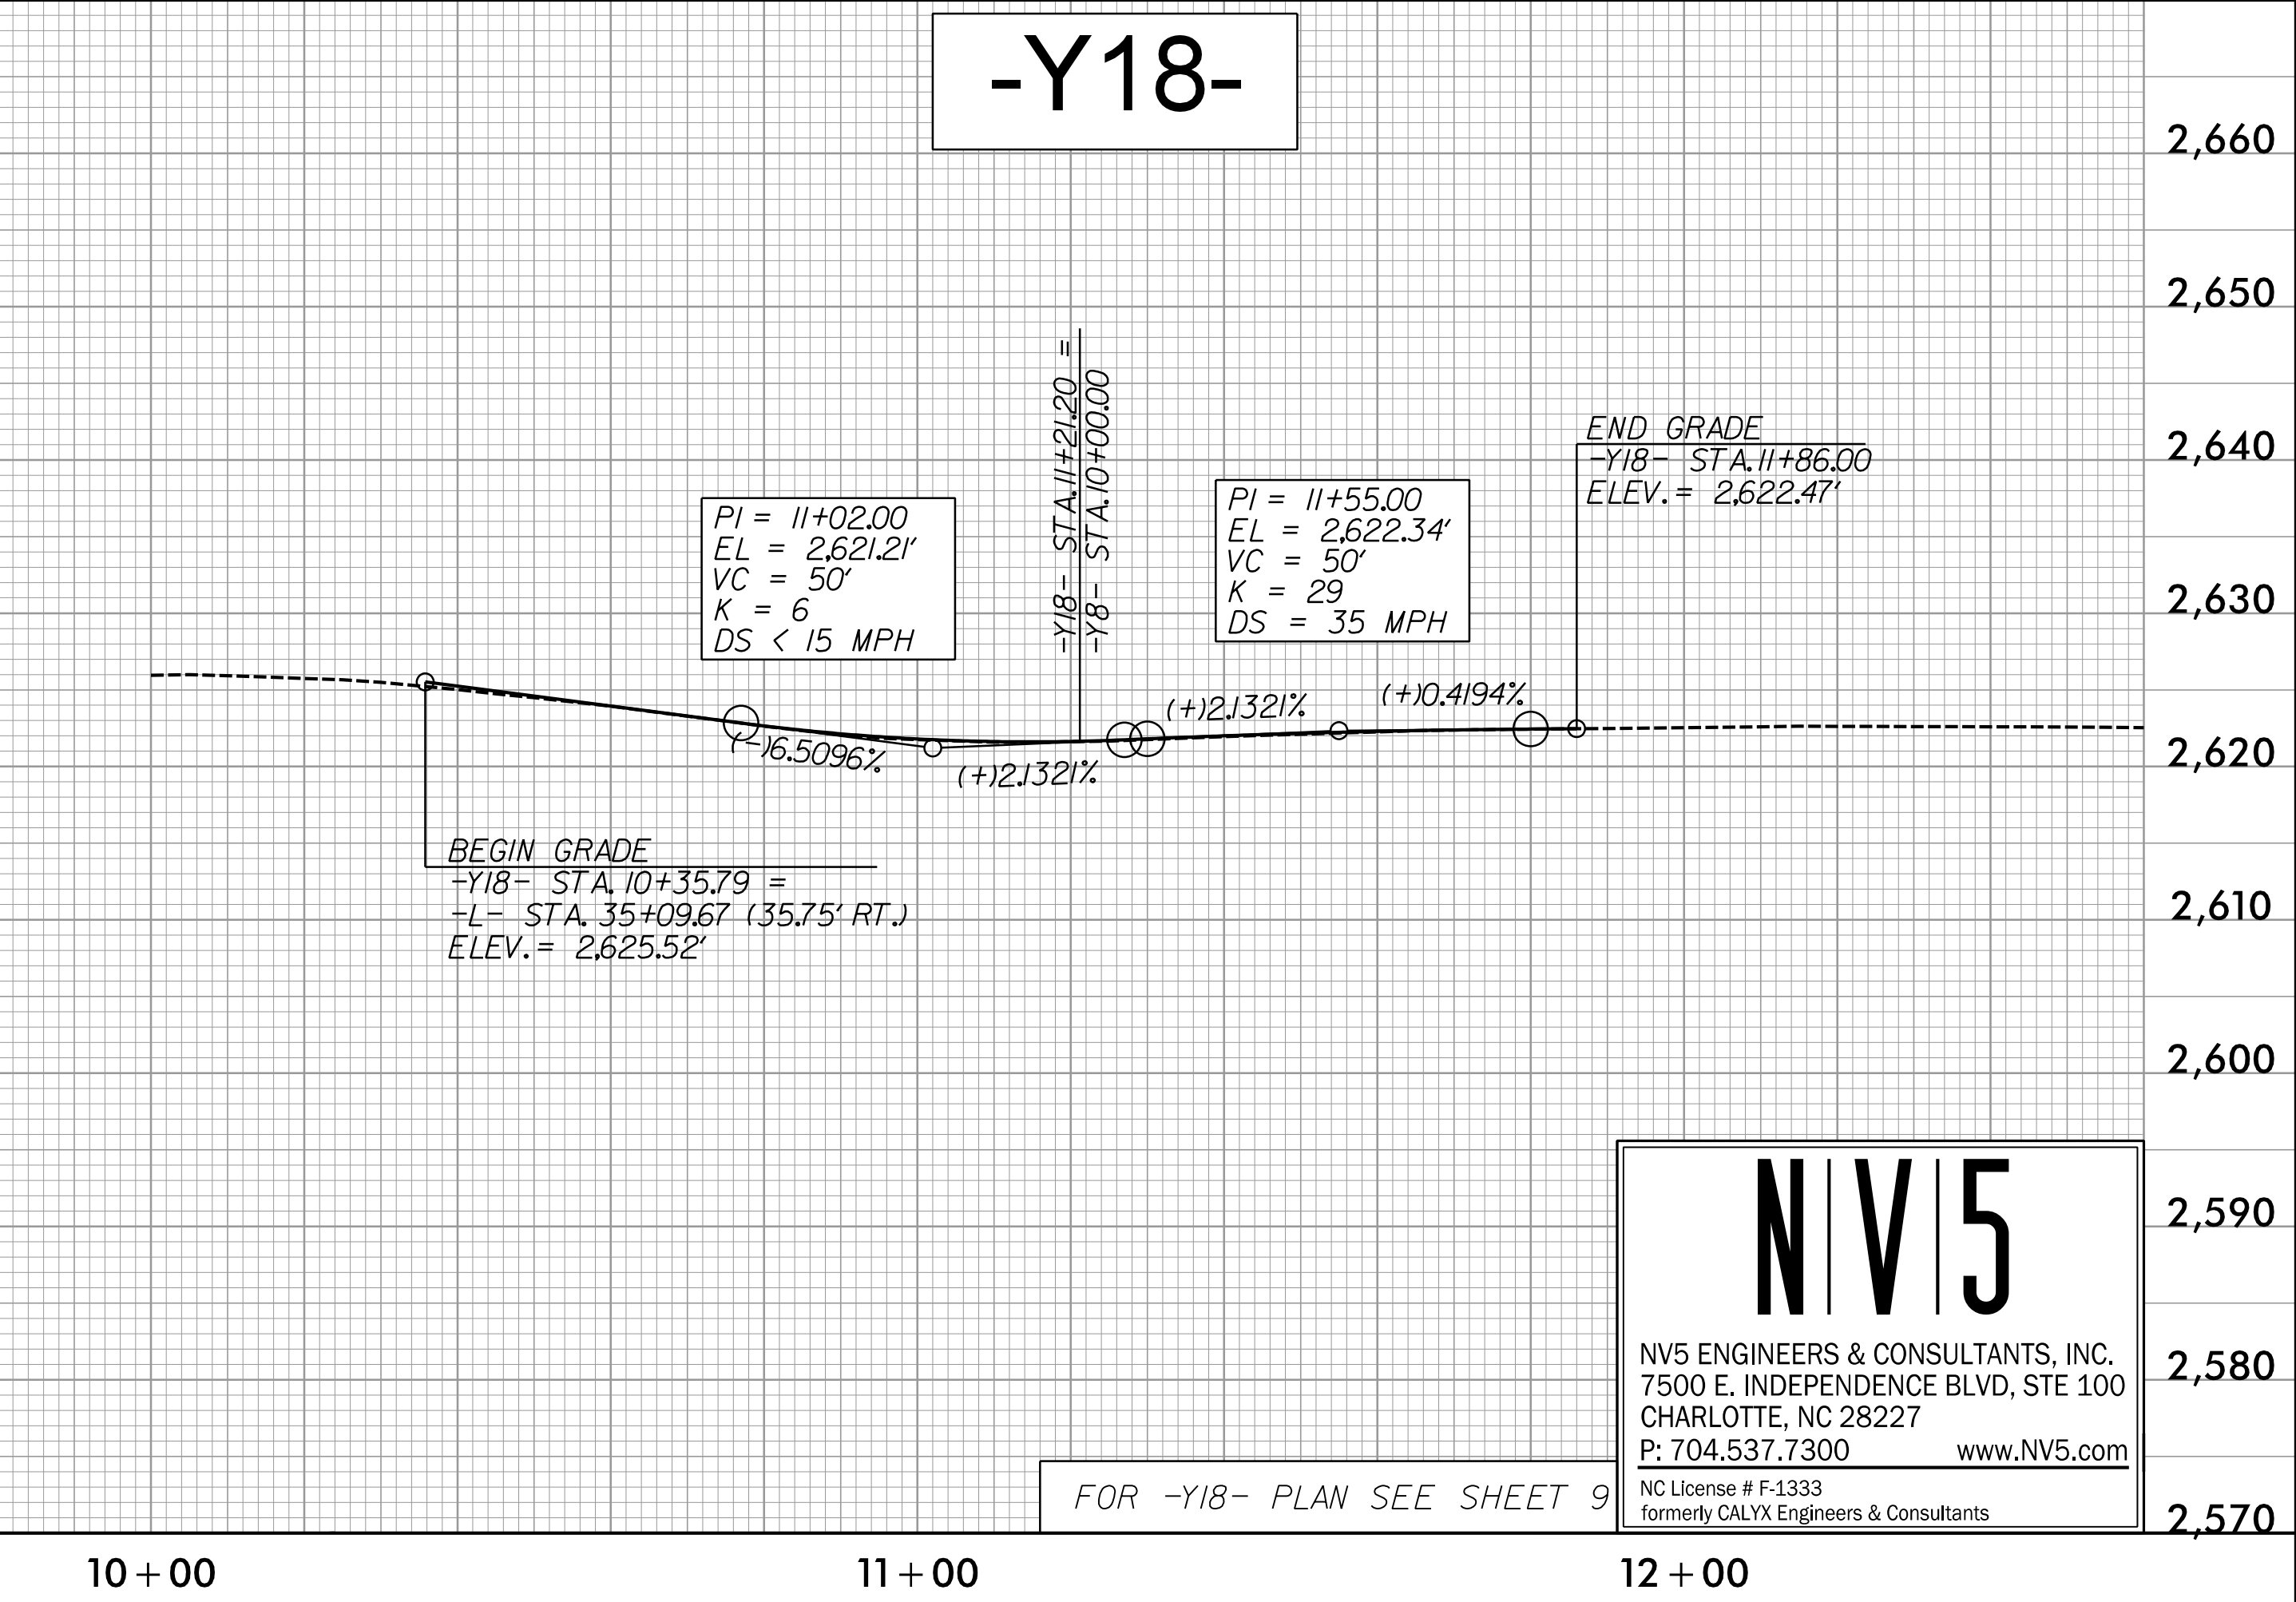 -Y18-
2,660
2,650
2,640
2,630
2,620
2,610
2,600
2,590
2,580
2,570
PI = 11+02.00
EL = 2,621.21'
VC = 50'
K = 6
DS < 15 MPH
-Y18- STA. 11+21.20 =
-Y8- STA. 10+00.00
PI = 11+55.00
EL = 2,622.34'
VC = 50'
K = 29
DS = 35 MPH
END GRADE
-Y18- STA. 11+86.00
ELEV. = 2,622.47'
(-)6.5096%
(+)2.1321%
(+)2.1321%
(+)0.4194%
BEGIN GRADE
-Y18- STA. 10+35.79 =
-L- STA. 35+09.67 (35.75' RT.)
ELEV. = 2,625.52'
FOR -Y18- PLAN SEE SHEET 9
N|V|5
NV5 ENGINEERS & CONSULTANTS, INC.
7500 E. INDEPENDENCE BLVD, STE 100
CHARLOTTE, NC 28227
P: 704.537.7300 www.NV5.com
NC License # F-1333
formerly CALYX Engineers & Consultants
10+00
11+00
12+00